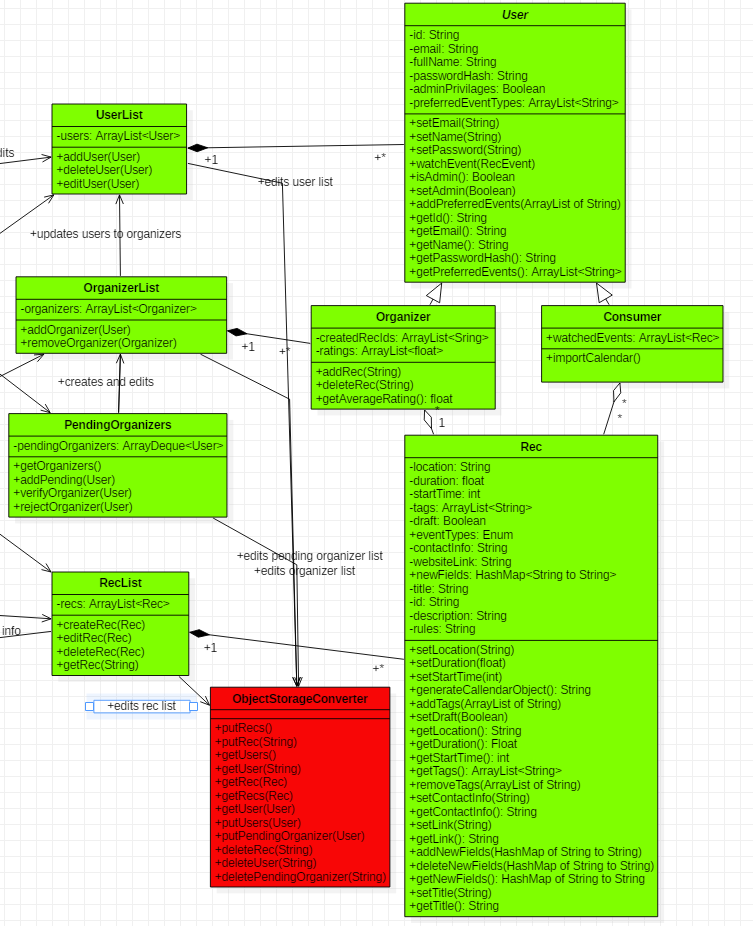 User
-id: String
-email: String
-fullName: String
-passwordHash: String
-adminPrivilages: Boolean
-preferredEventTypes: ArrayList<String>
+setEmail(String)
+setName(String)
+setPassword(String)
+watchEvent(RecEvent)
+isAdmin(): Boolean
+setAdmin(Boolean)
+addPreferredEvents(ArrayList of String)
+getId(): String
+getEmail(): String
+getName(): String
+getPasswordHash(): String
+getPreferredEvents(): ArrayList<String>
UserList
-users: ArrayList<User>
+addUser(User)
+deleteUser(User)
+editUser(User)
dits
+1
+*
+edits user list
+updates users to organizers
OrganizerList
-organizers: ArrayList<Organizer>
+addOrganizer(User)
+removeOrganizer(Organizer)
+1
+*
Organizer
-createdRecIds: ArrayList<Sring>
-ratings: ArrayList<float>
+addRec(String)
+deleteRec(String)
+getAverageRating(): float
Consumer
+watchedEvents: ArrayList<Rec>
+importCalendar()
*
1
*
*
+creates and edits
PendingOrganizers
-pendingOrganizers: ArrayDeque<User>
+getOrganizers()
+addPending(User)
+verifyOrganizer(User)
+rejectOrganizer(User)
+edits pending organizer list
+edits organizer list
Rec
-location: String
-duration: float
-startTime: int
-tags: ArrayList<String>
-draft: Boolean
+eventTypes: Enum
-contactInfo: String
-websiteLink: String
+newFields: HashMap<String to String>
-title: String
-id: String
-description: String
-rules: String
+setLocation(String)
+setDuration(float)
+setStartTime(int)
+generateCallendarObject(): String
+addTags(ArrayList of String)
+setDraft(Boolean)
+getLocation(): String
+getDuration(): Float
+getStartTime(): int
+getTags(): ArrayList<String>
+removeTags(ArrayList of String)
+setContactInfo(String)
+getContactInfo(): String
+setLink(String)
+getLink(): String
+addNewFields(HashMap of String to String)
+deleteNewFields(HashMap of String to String)
+getNewFields(): HashMap of String to String
+setTitle(String)
+getTitle(): String
RecList
-recs: ArrayList<Rec>
+createRec(Rec)
+editRec(Rec)
+deleteRec(Rec)
+getRec(String)
info
+1
+*
+edits rec list
ObjectStorageConverter
+putRecs()
+putRec(String)
+getUsers()
+getUser(String)
+getRec(Rec)
+getRecs(Rec)
+getUser(User)
+putUsers(User)
+putPendingOrganizer(User)
+deleteRec(String)
+deleteUser(String)
+deletePendingOrganizer(String)